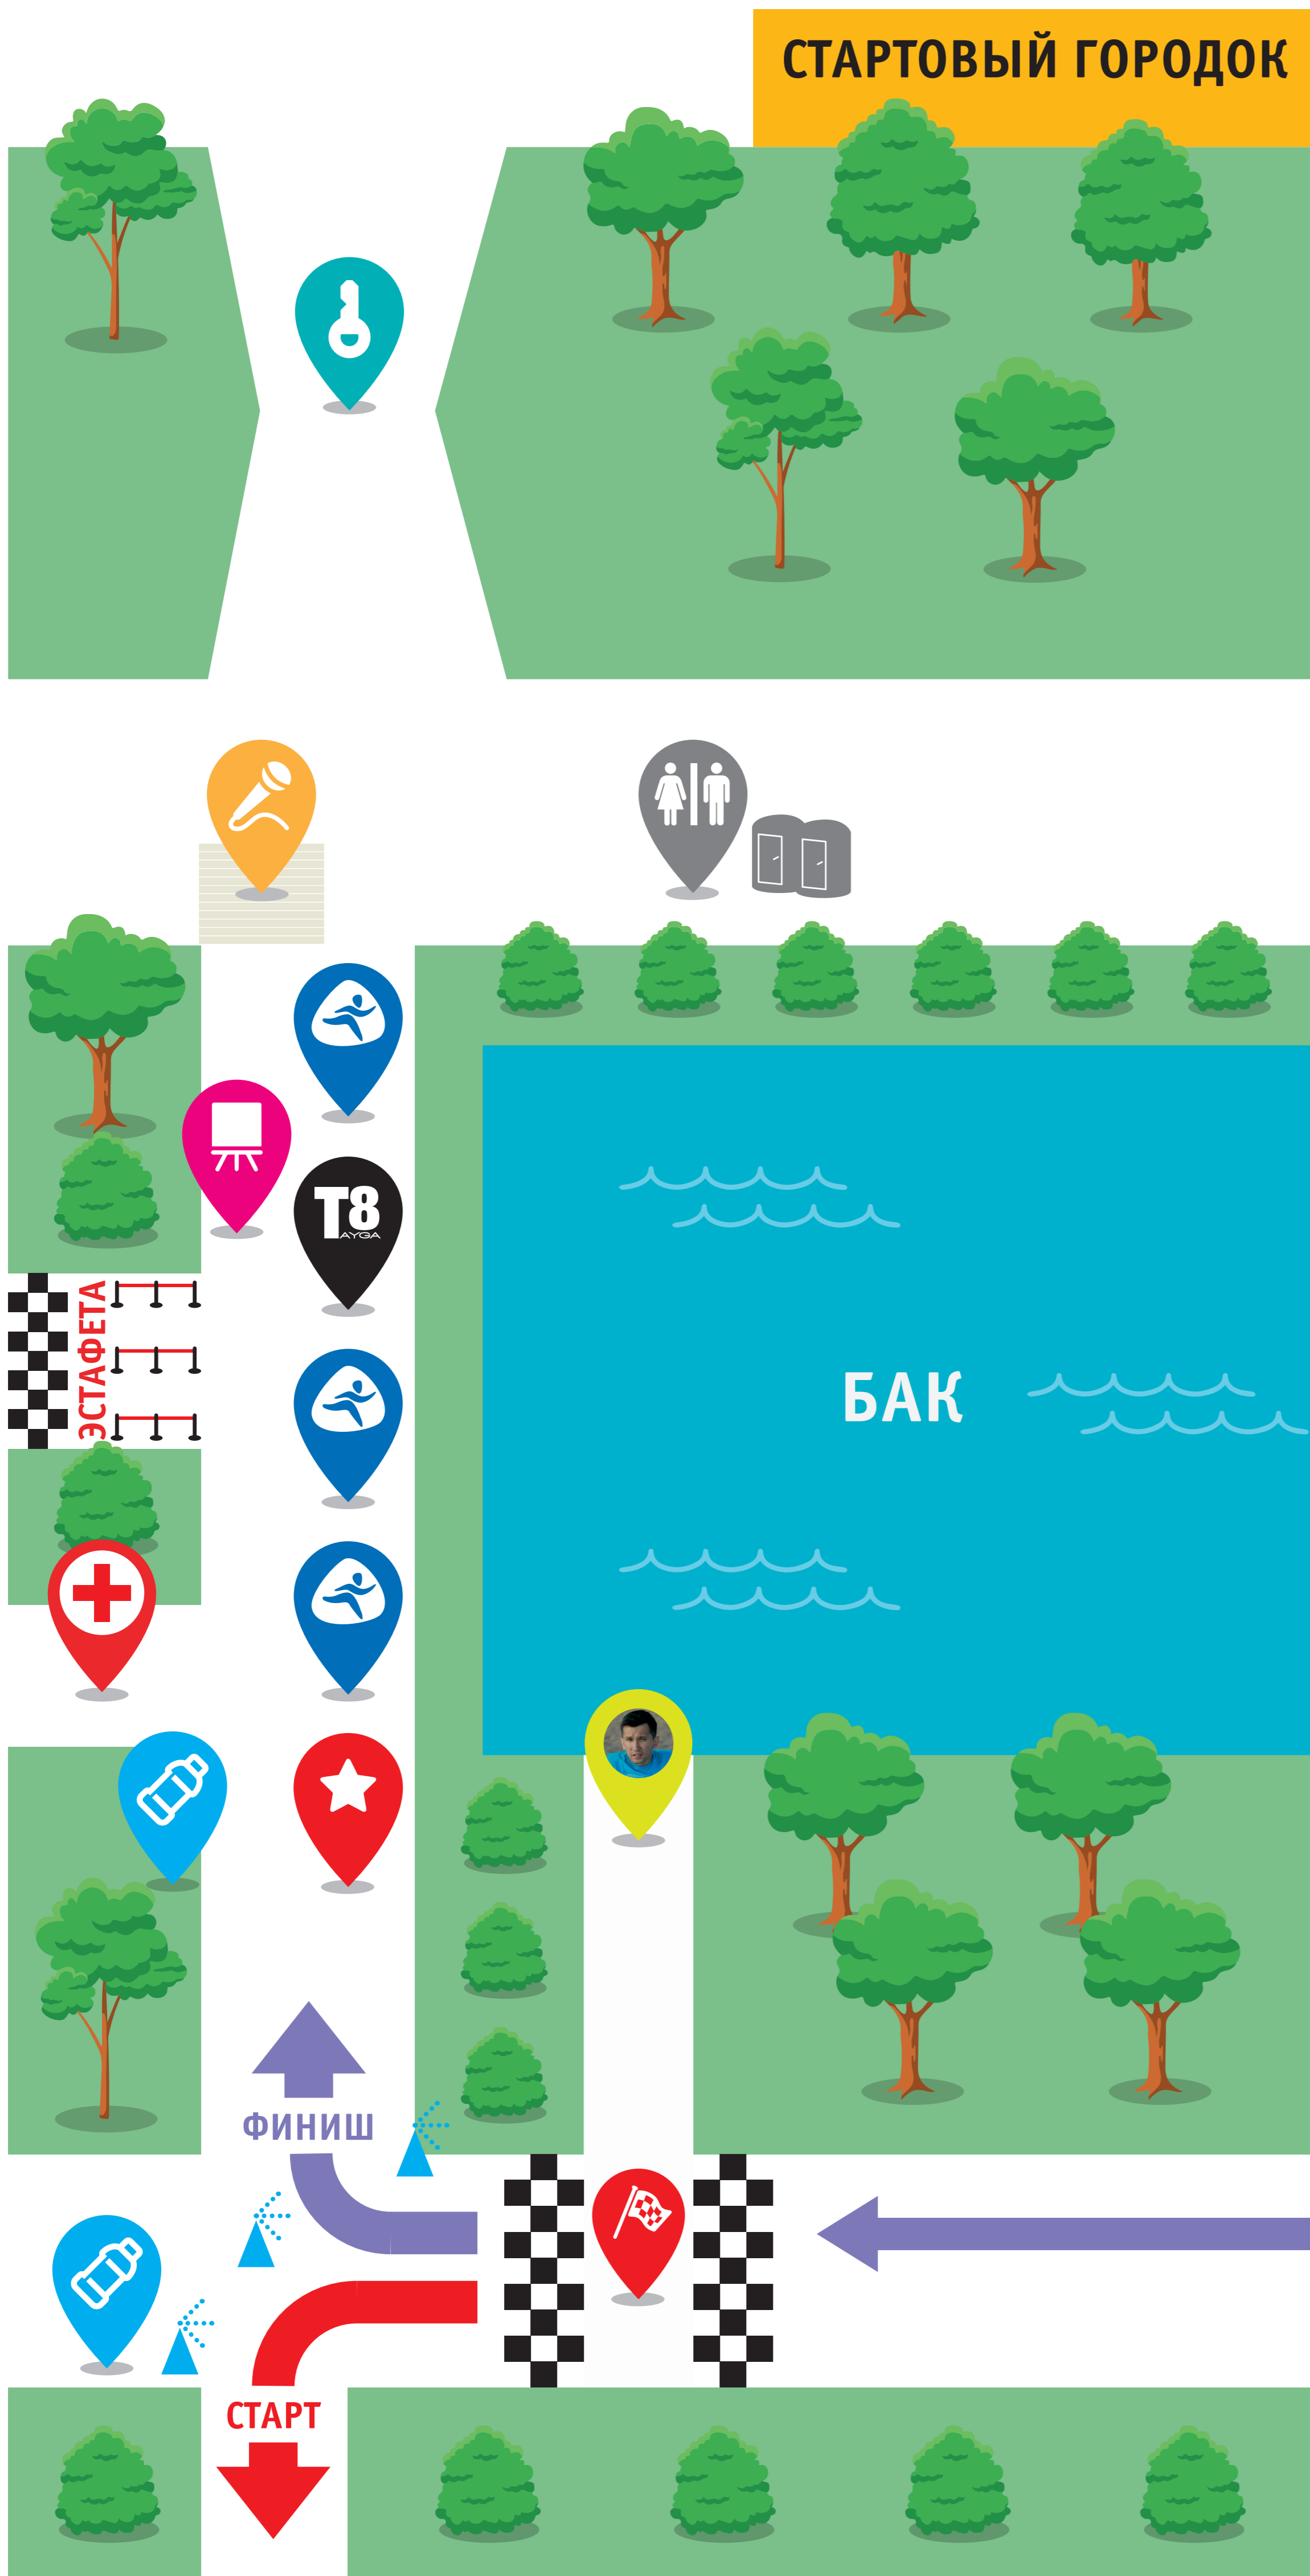 СТАРТОВЫЙ ГОРОДОК
T8
AYGA
ЭСТАФЕТА
БАК
ФИНИШ
СТАРТ